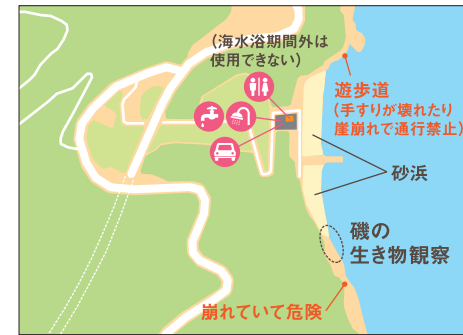 (海水浴期間外は
使用できない)
遊歩道
(手すりが壊れたり
崖崩れで通行禁止)
砂浜
磯の
生き物観察
崩れていて危険